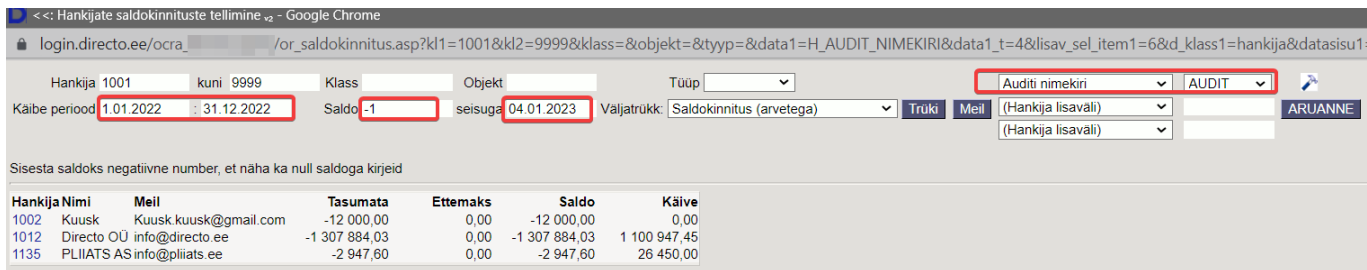 <<: Hankijate saldokinnituste tellimine v2 - Google Chrome
login.directo.ee/ocra_ /or_saldokinnitus.asp?kl1=1001&kl2=9999&klass=&objekt=&tyyp=&data1=H_AUDIT_NIMEKIRI&data1_t=4&lisav_sel_item1=6&d_klass1=hankija&datasisu1=
Hankija 1001 kuni 9999 Klass Objekt Tüüp Auditi nimekiri AUDIT
Käibe periood 1.01.2022 : 31.12.2022 Saldo -1 seisuga 04.01.2023 Väljatrükk: Saldokinnitus (arvetega) Trüki Meil (Hankija lisaväli) ARUANNE
(Hankija lisaväli)
Sisesta saldoks negatiivne number, et näha ka null saldoga kirjeid
Hankija Nimi Meil Tasumata Ettemaks Saldo Käive
1002 Kuusk Kuusk.kuusk@gmail.com -12 000,00 0,00 -12 000,00 0,00
1012 Directo OÜ info@directo.ee -1 307 884,03 0,00 -1 307 884,03 1 100 947,45
1135 PLIIATS AS info@pliiats.ee -2 947,60 0,00 -2 947,60 26 450,00